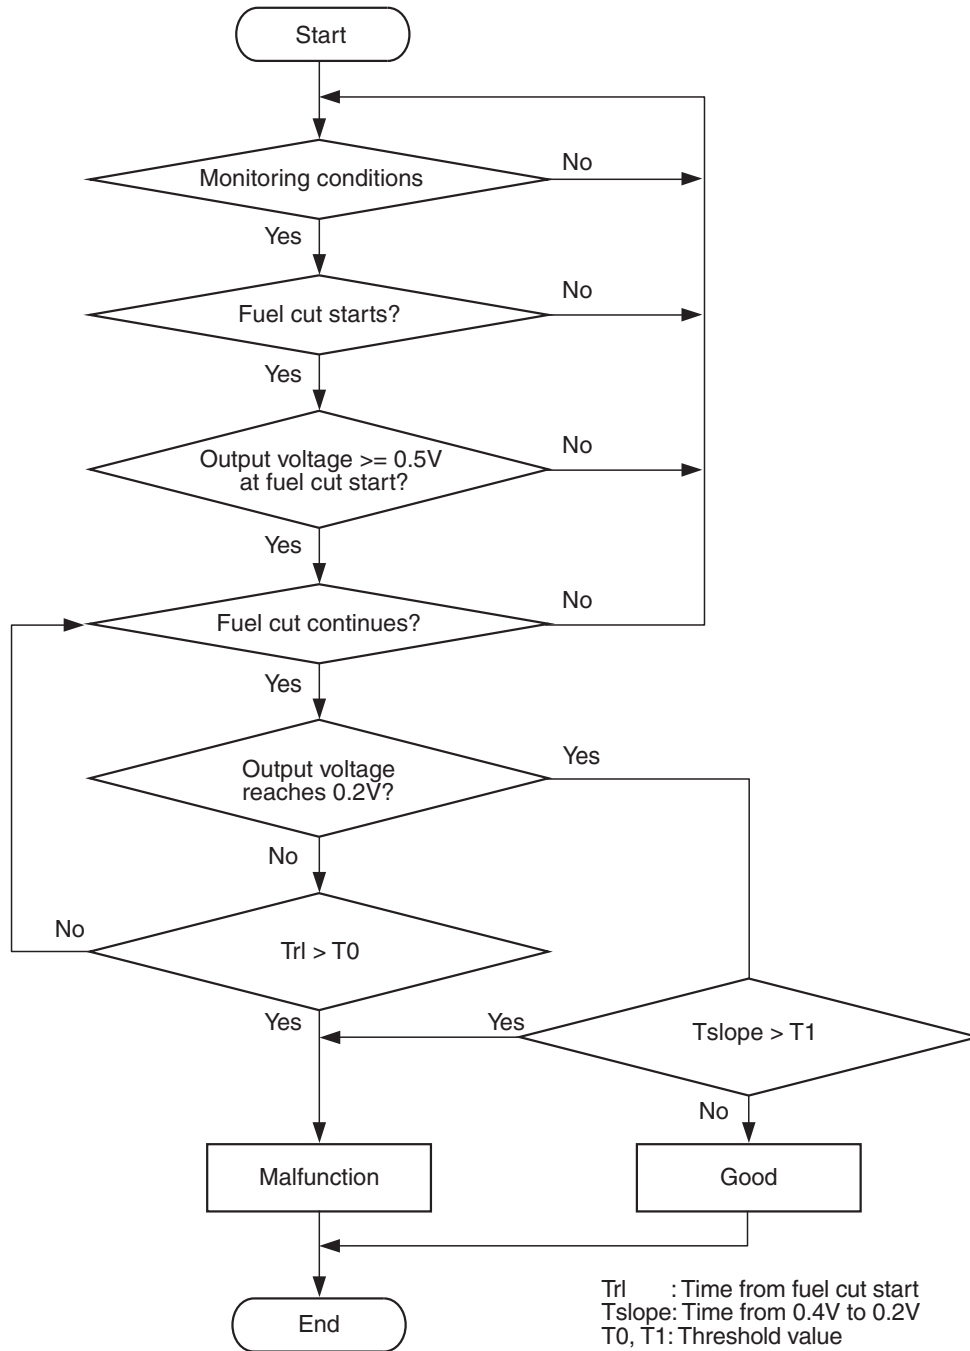 Start
Monitoring conditions
No
Yes
Fuel cut starts?
No
Yes
Output voltage >= 0.5V
at fuel cut start?
No
Yes
Fuel cut continues?
No
Yes
Output voltage
reaches 0.2V?
Yes
No
Trl > T0
No
Yes
Yes
Tslope > T1
No
Malfunction
Good
End
Trl : Time from fuel cut start
Tslope: Time from 0.4V to 0.2V
T0, T1: Threshold value